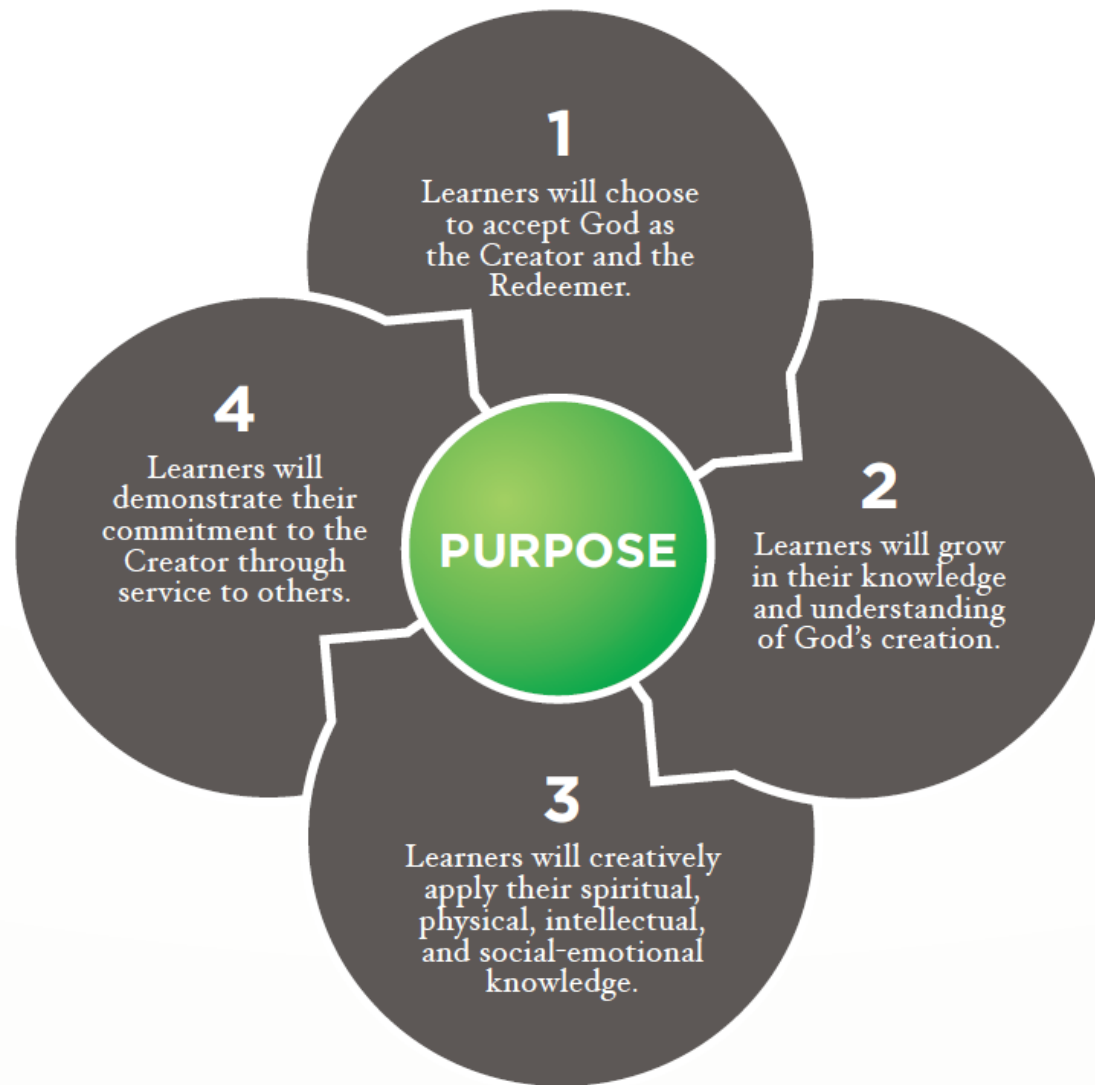 1
Learners will choose
to accept God as
the Creator and the
Redeemer.
2
Learners will grow
in their knowledge
and understanding
of God’s creation.
3
Learners will creatively
apply their spiritual,
physical, intellectual,
and social-emotional
knowledge.
4
Learners will
demonstrate their
commitment to the
Creator through
service to others.
PURPOSE